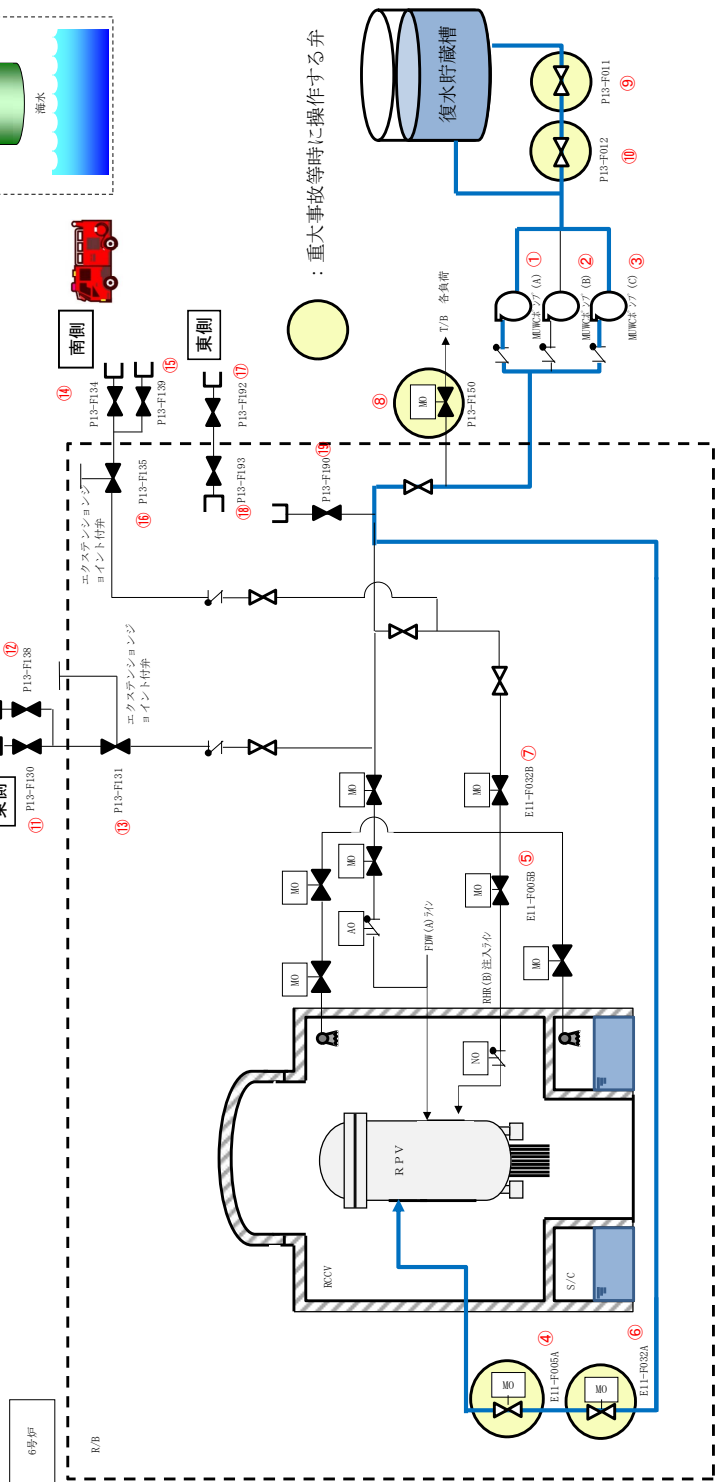 海水
：重大事故等時に操作する弁
復水貯蔵槽
P13-F011
⑨
P13-F012
⑩
MUWCポンプ(A)
①
MUWCポンプ(B)
②
MUWCポンプ(C)
③
T/B 各負荷
⑧
MO
P13-F150
南側
⑭
P13-F134
⑮
P13-F139
東側
⑰
P13-F192
⑱
P13-F193
⑲
P13-F190
⑯
P13-F135
エクステンションジ
ョイント付弁
⑫
P13-F138
エクステンションジ
ョイント付弁
東側
⑪
P13-F130
⑬
P13-F131
MO
MO
MO
MO
AO
FDW(A)ライン
MO
E11-F032B
⑦
MO
E11-F005B
⑤
RHR(B)注入ライン
MO
NO
RPV
RCCV
S/C
④
MO
E11-F005A
⑥
MO
E11-F032A
6号炉
R/B